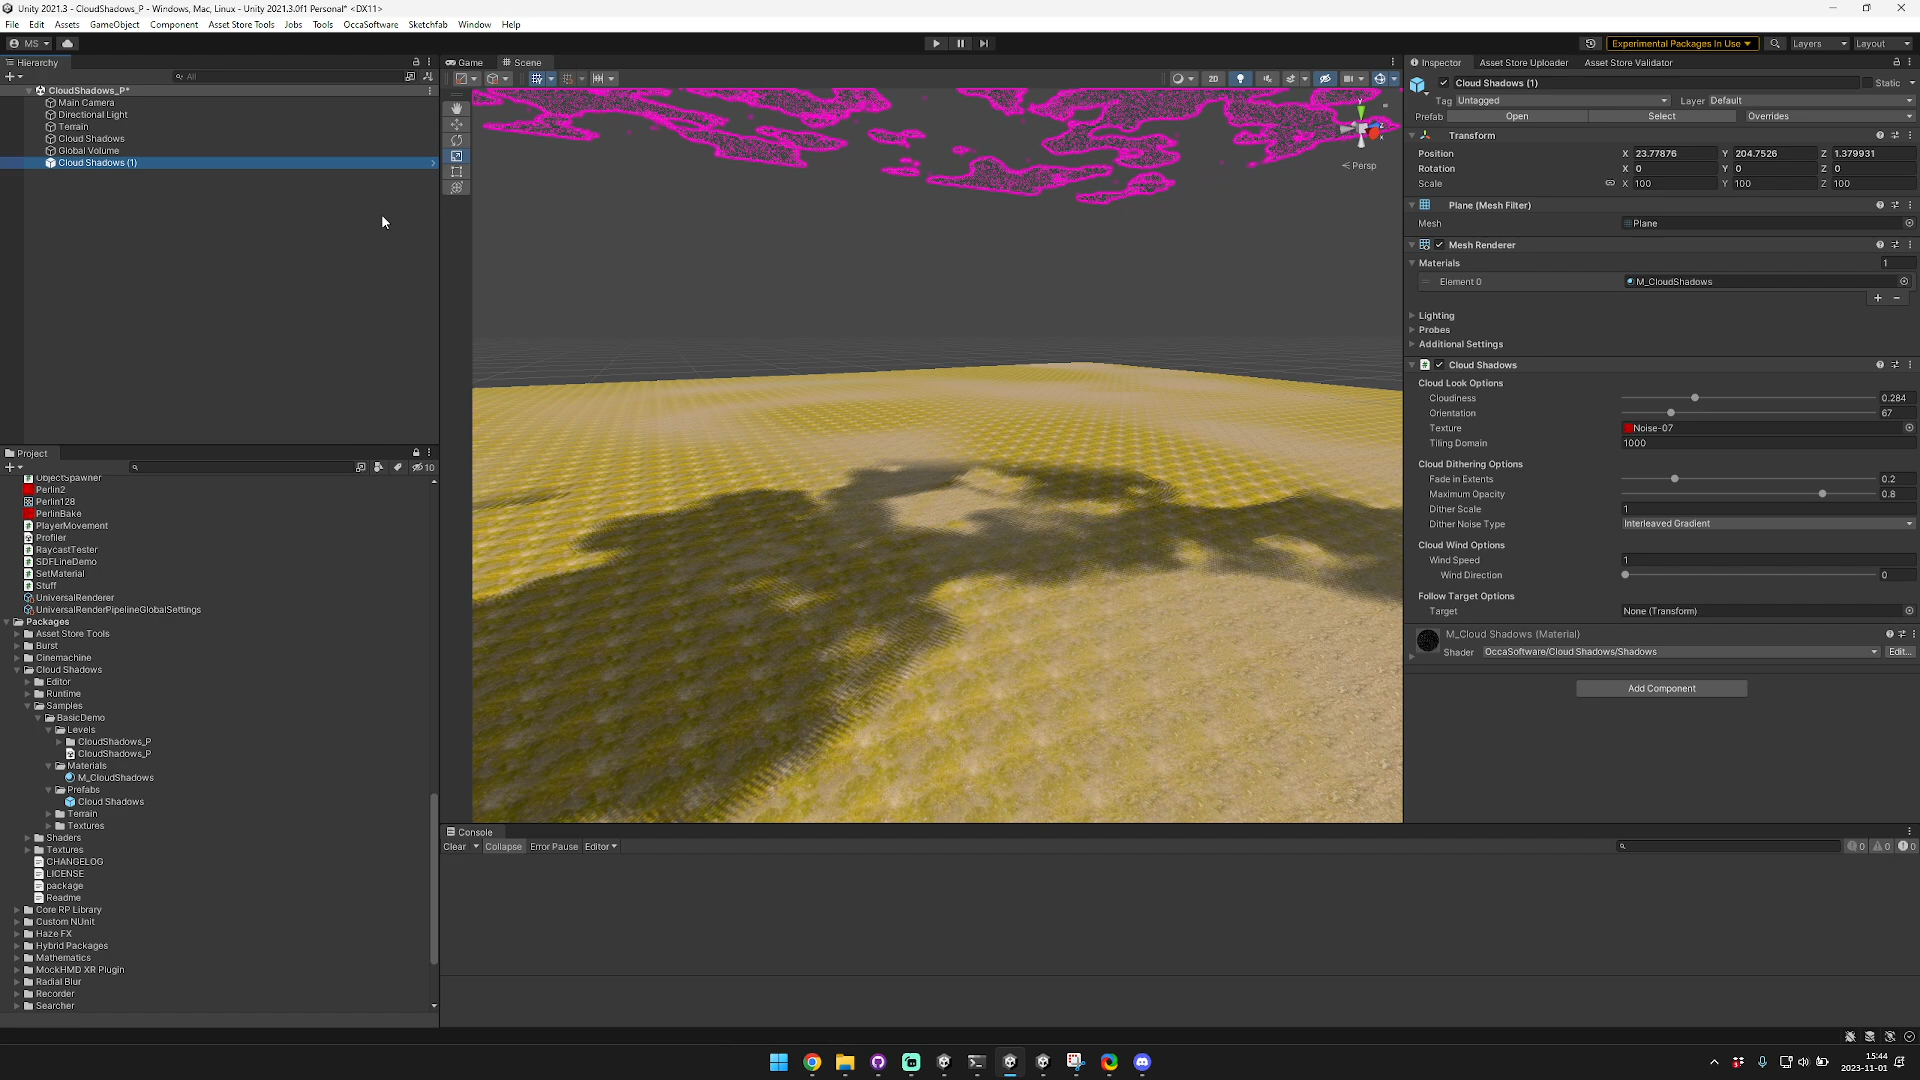 Unity 2021.3 - CloudShadows_P - Windows, Mac, Linux - Unity 2021.3.0f1 Personal* <DX11>
File Edit Assets GameObject Component Asset Store Tools Jobs Tools OccaSoftware Sketchfab Window Help
MS
Experimental Packages In Use
Layers
Layout
Hierarchy
All
CloudShadows_P*
Main Camera
Directional Light
Terrain
Cloud Shadows
Global Volume
Cloud Shadows (1)
Project
10
ObjectSpawner
Perlin2
Perlin128
PerlinBake
PlayerMovement
Profiler
RaycastTester
SDFLineDemo
SetMaterial
Stuff
UniversalRenderer
UniversalRenderPipelineGlobalSettings
Packages
Asset Store Tools
Burst
Cinemachine
Cloud Shadows
Editor
Runtime
Samples
BasicDemo
Levels
CloudShadows_P
CloudShadows_P
Materials
M_CloudShadows
Prefabs
Cloud Shadows
Terrain
Textures
Shaders
Textures
CHANGELOG
LICENSE
package
Readme
Core RP Library
Custom NUnit
Haze FX
Hybrid Packages
Mathematics
MockHMD XR Plugin
Radial Blur
Recorder
Searcher
Game Scene
2D
Persp
Console
Clear Collapse Error Pause Editor
0 0 0
Inspector Asset Store Uploader Asset Store Validator
Cloud Shadows (1) Static
Tag Untagged Layer Default
Prefab Open Select Overrides
Transform
Position X 23.77876 Y 204.7526 Z 1.379931
Rotation X 0 Y 0 Z 0
Scale X 100 Y 100 Z 100
Plane (Mesh Filter)
Mesh Plane
Mesh Renderer
Materials 1
Element 0 M_CloudShadows
Lighting
Probes
Additional Settings
Cloud Shadows
Cloud Look Options
Cloudiness 0.284
Orientation 67
Texture Noise-07
Tiling Domain 1000
Cloud Dithering Options
Fade in Extents 0.2
Maximum Opacity 0.8
Dither Scale 1
Dither Noise Type Interleaved Gradient
Cloud Wind Options
Wind Speed 1
Wind Direction 0
Follow Target Options
Target None (Transform)
M_Cloud Shadows (Material)
Shader OccaSoftware/Cloud Shadows/Shadows Edit...
Add Component
15:44
2023-11-01